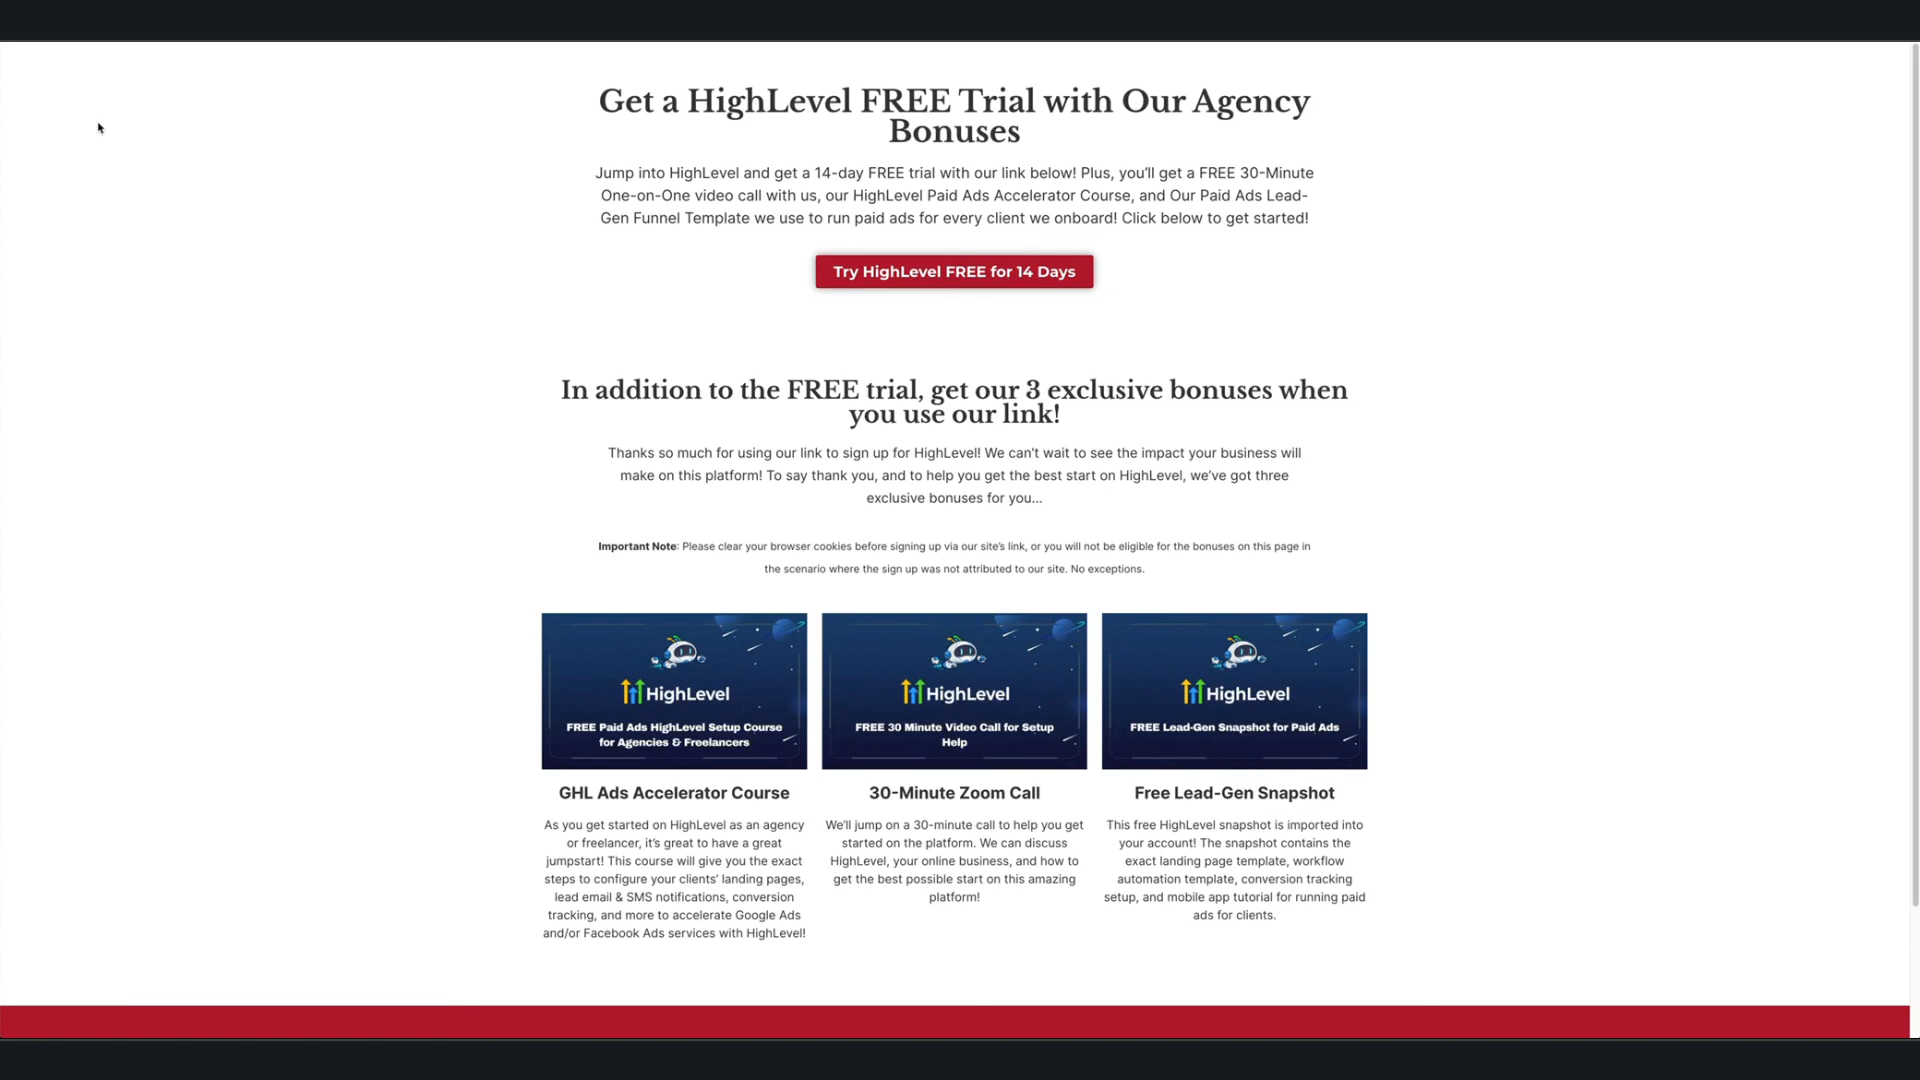 Get a HighLevel FREE Trial with Our Agency
Bonuses
Jump into HighLevel and get a 14-day FREE trial with our link below! Plus, you’ll get a FREE 30-Minute
One-on-One video call with us, our HighLevel Paid Ads Accelerator Course, and Our Paid Ads Lead-
Gen Funnel Template we use to run paid ads for every client we onboard! Click below to get started!
Try HighLevel FREE for 14 Days
In addition to the FREE trial, get our 3 exclusive bonuses when
you use our link!
Thanks so much for using our link to sign up for HighLevel! We can’t wait to see the impact your business will
make on this platform! To say thank you, and to help you get the best start on HighLevel, we’ve got three
exclusive bonuses for you...
Important Note: Please clear your browser cookies before signing up via our site’s link, or you will not be eligible for the bonuses on this page in
the scenario where the sign up was not attributed to our site. No exceptions.
HighLevel
FREE Paid Ads HighLevel Setup Course
for Agencies & Freelancers
GHL Ads Accelerator Course
As you get started on HighLevel as an agency
or freelancer, it’s great to have a great
jumpstart! This course will give you the exact
steps to configure your clients’ landing pages,
lead email & SMS notifications, conversion
tracking, and more to accelerate Google Ads
and/or Facebook Ads services with HighLevel!
HighLevel
FREE 30 Minute Video Call for Setup
Help
30-Minute Zoom Call
We’ll jump on a 30-minute call to help you get
started on the platform. We can discuss
HighLevel, your online business, and how to
get the best possible start on this amazing
platform!
HighLevel
FREE Lead-Gen Snapshot for Paid Ads
Free Lead-Gen Snapshot
This free HighLevel snapshot is imported into
your account! The snapshot contains the
exact landing page template, workflow
automation template, conversion tracking
setup, and mobile app tutorial for running paid
ads for clients.